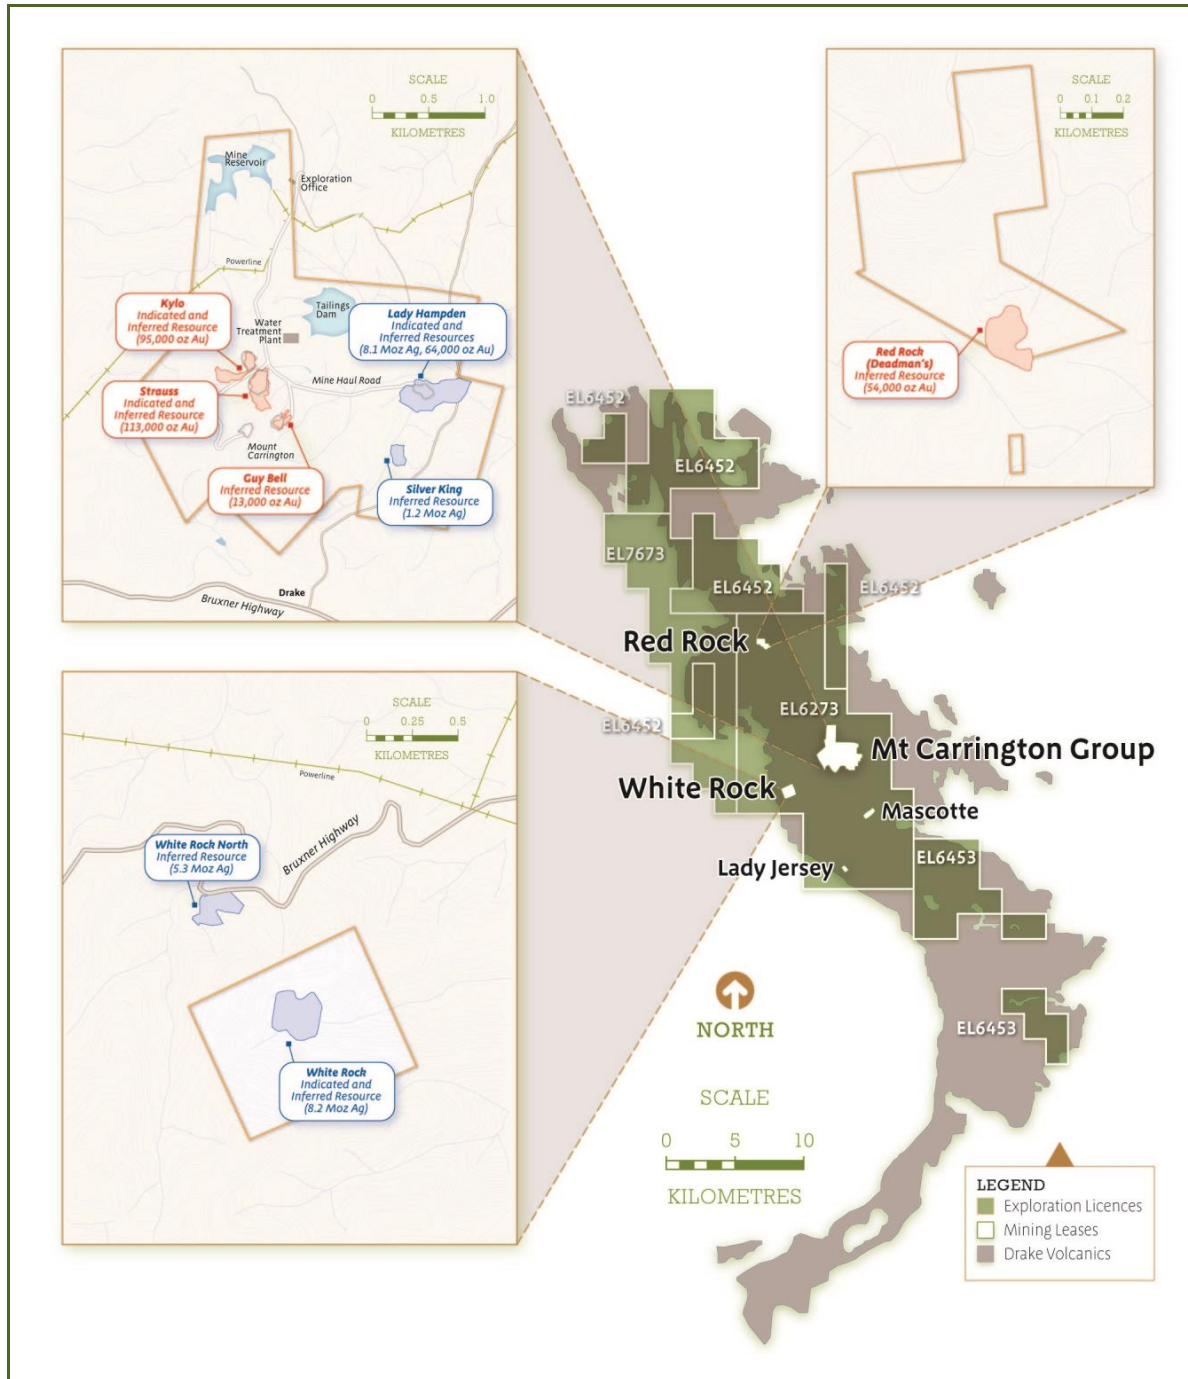 SCALE
0 0.5 1.0
KILOMETRES
Mine
Reservoir
Exploration
Office
Powerline
Kylo
Indicated and
Inferred Resource
(95,000 oz Au)
Tailings
Dam
Water
Treatment
Plant
Lady Hampden
Indicated and
Inferred Resources
(8.1 Moz Ag, 64,000 oz Au)
Mine Haul Road
Strauss
Indicated and
Inferred Resource
(113,000 oz Au)
Mount
Carrington
Guy Bell
Inferred Resource
(13,000 oz Au)
Silver King
Inferred Resource
(1.2 Moz Ag)
Drake
Bruxner Highway
SCALE
0 0.1 0.2
KILOMETRES
Red Rock
(Deadman's)
Inferred Resource
(54,000 oz Au)
SCALE
0 0.25 0.5
KILOMETRES
Powerline
Bruxner Highway
White Rock North
Inferred Resource
(5.3 Moz Ag)
White Rock
Indicated and
Inferred Resource
(8.2 Moz Ag)
EL6452
EL6452
EL7673
EL6452
EL6452
Red Rock
EL6273
EL6452
Mt Carrington Group
White Rock
Mascotte
Lady Jersey
EL6453
EL6453
NORTH
SCALE
0 5 10
KILOMETRES
LEGEND
Exploration Licences
Mining Leases
Drake Volcanics